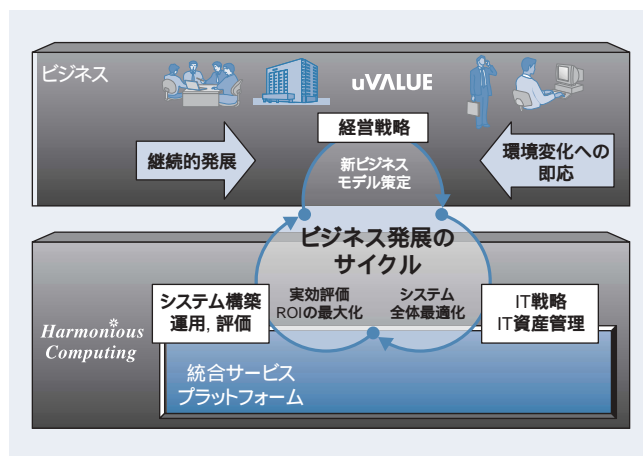 ビジネス
uVALUE
経営戦略
継続的発展
環境変化への
即応
新ビジネス
モデル策定
ビジネス発展の
サイクル
実効評価
ROIの最大化
システム
全体最適化
システム構築
運用, 評価
IT戦略
IT資産管理
Harmonious
Computing
統合サービス
プラットフォーム